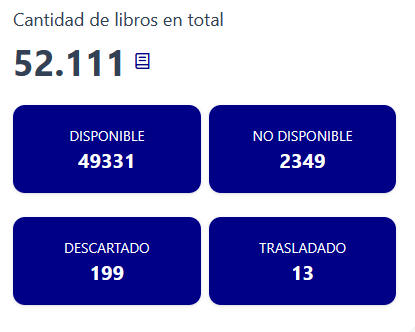 Cantidad de libros en total
52.111
DISPONIBLE
49331
NO DISPONIBLE
2349
DESCARTADO
199
TRASLADADO
13